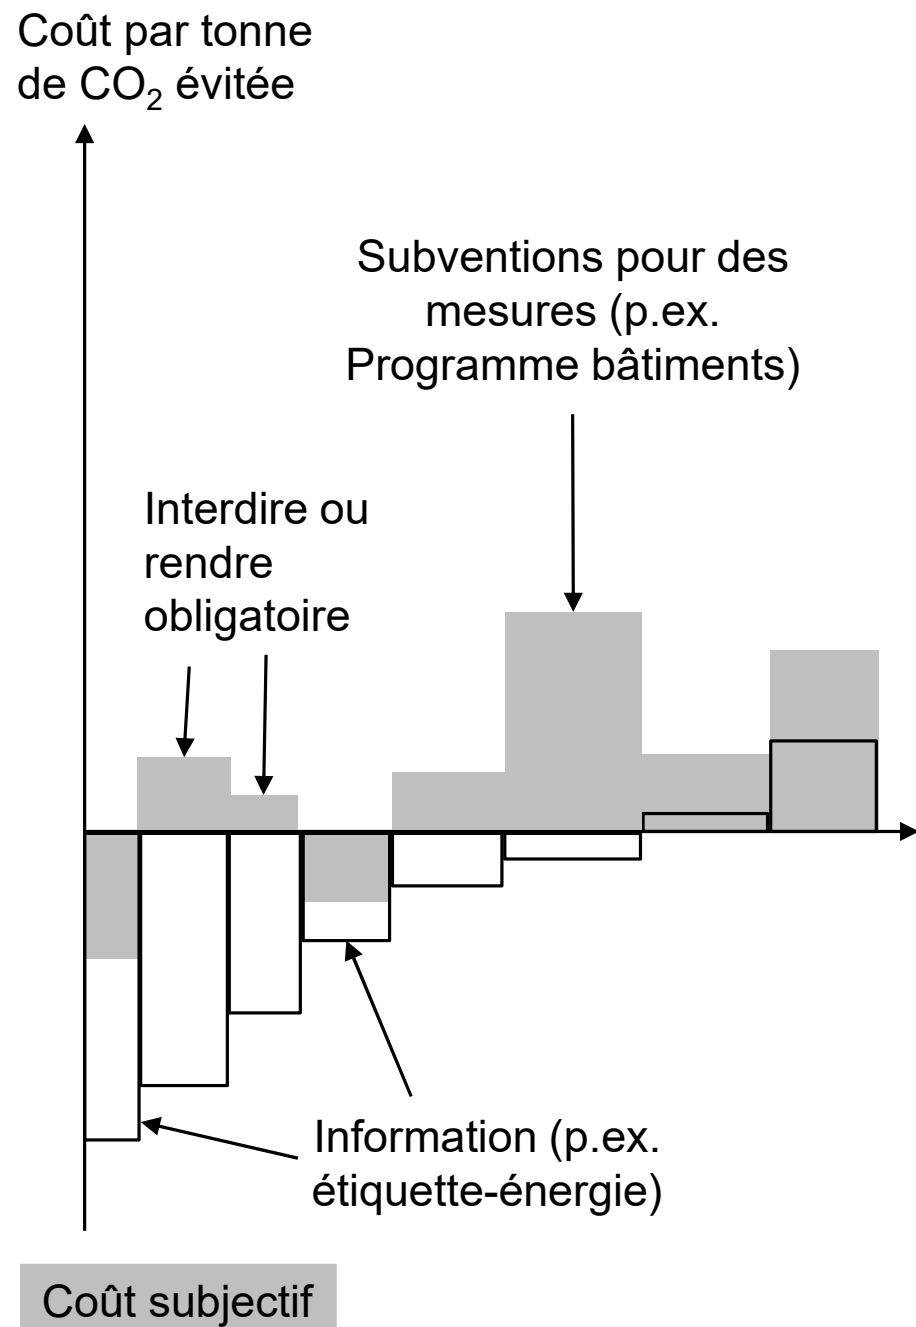 Coût par tonne
de CO₂ évitée
Subventions pour des
mesures (p.ex.
Programme bâtiments)
Interdire ou
rendre
obligatoire
Information (p.ex.
étiquette-énergie)
Coût subjectif